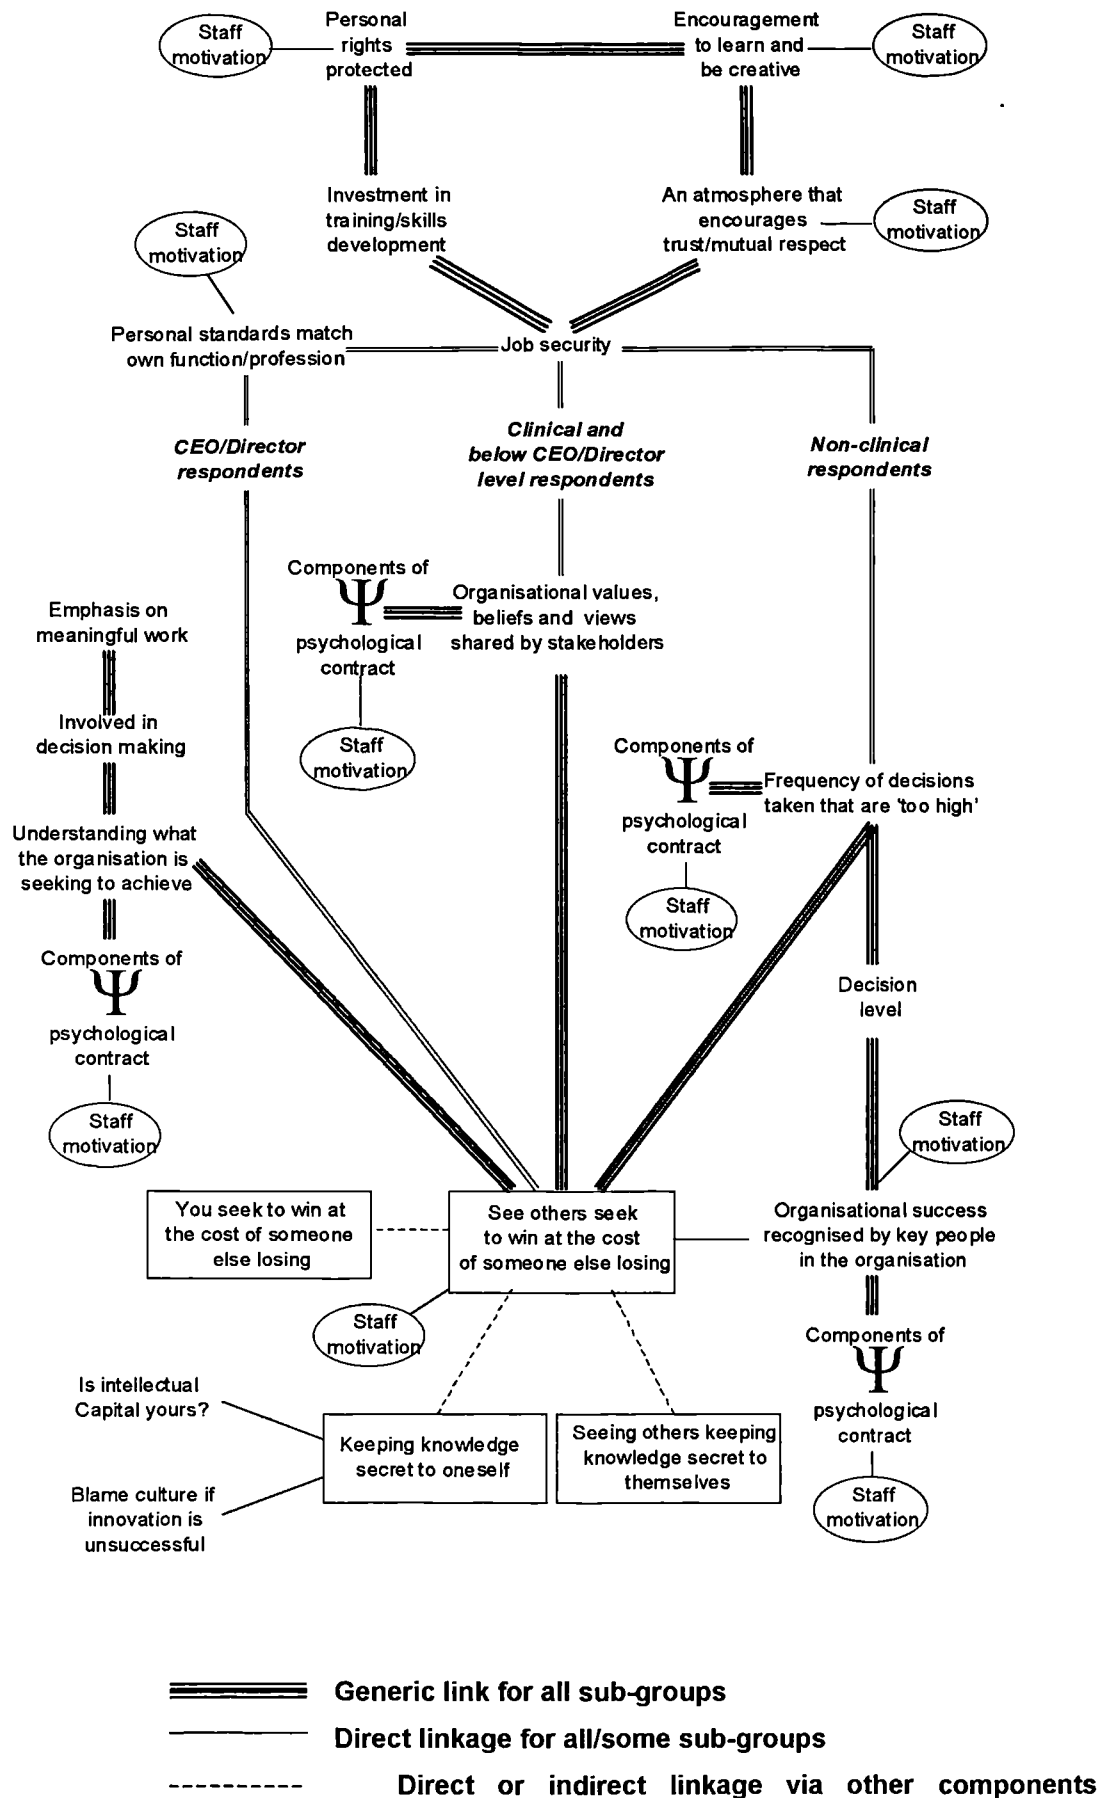 Staff
motivation
Personal
rights
protected
Encouragement
to learn and
be creative
Staff
motivation
Investment in
training/skills
development
An atmosphere that
encourages
trust/mutual respect
Staff
motivation
Staff
motivation
Personal standards match
own function/profession
Job security
CEO/Director
respondents
Clinical and
below CEO/Director
level respondents
Non-clinical
respondents
Components of
Ψ
psychological
contract
Organisational values,
beliefs and views
shared by stakeholders
Staff
motivation
Emphasis on
meaningful work
Involved in
decision making
Understanding what
the organisation is
seeking to achieve
Components of
Ψ
psychological
contract
Staff
motivation
Components of
Ψ
psychological
contract
Frequency of decisions
taken that are 'too high'
Staff
motivation
Decision
level
Staff
motivation
You seek to win at
the cost of someone
else losing
See others seek
to win at the cost
of someone else losing
Organisational success
recognised by key people
in the organisation
Staff
motivation
Components of
Ψ
psychological
contract
Staff
motivation
Is intellectual
Capital yours?
Keeping knowledge
secret to oneself
Seeing others keeping
knowledge secret to
themselves
Blame culture if
innovation is
unsuccessful
Generic link for all sub-groups
Direct linkage for all/some sub-groups
Direct or indirect linkage via other components